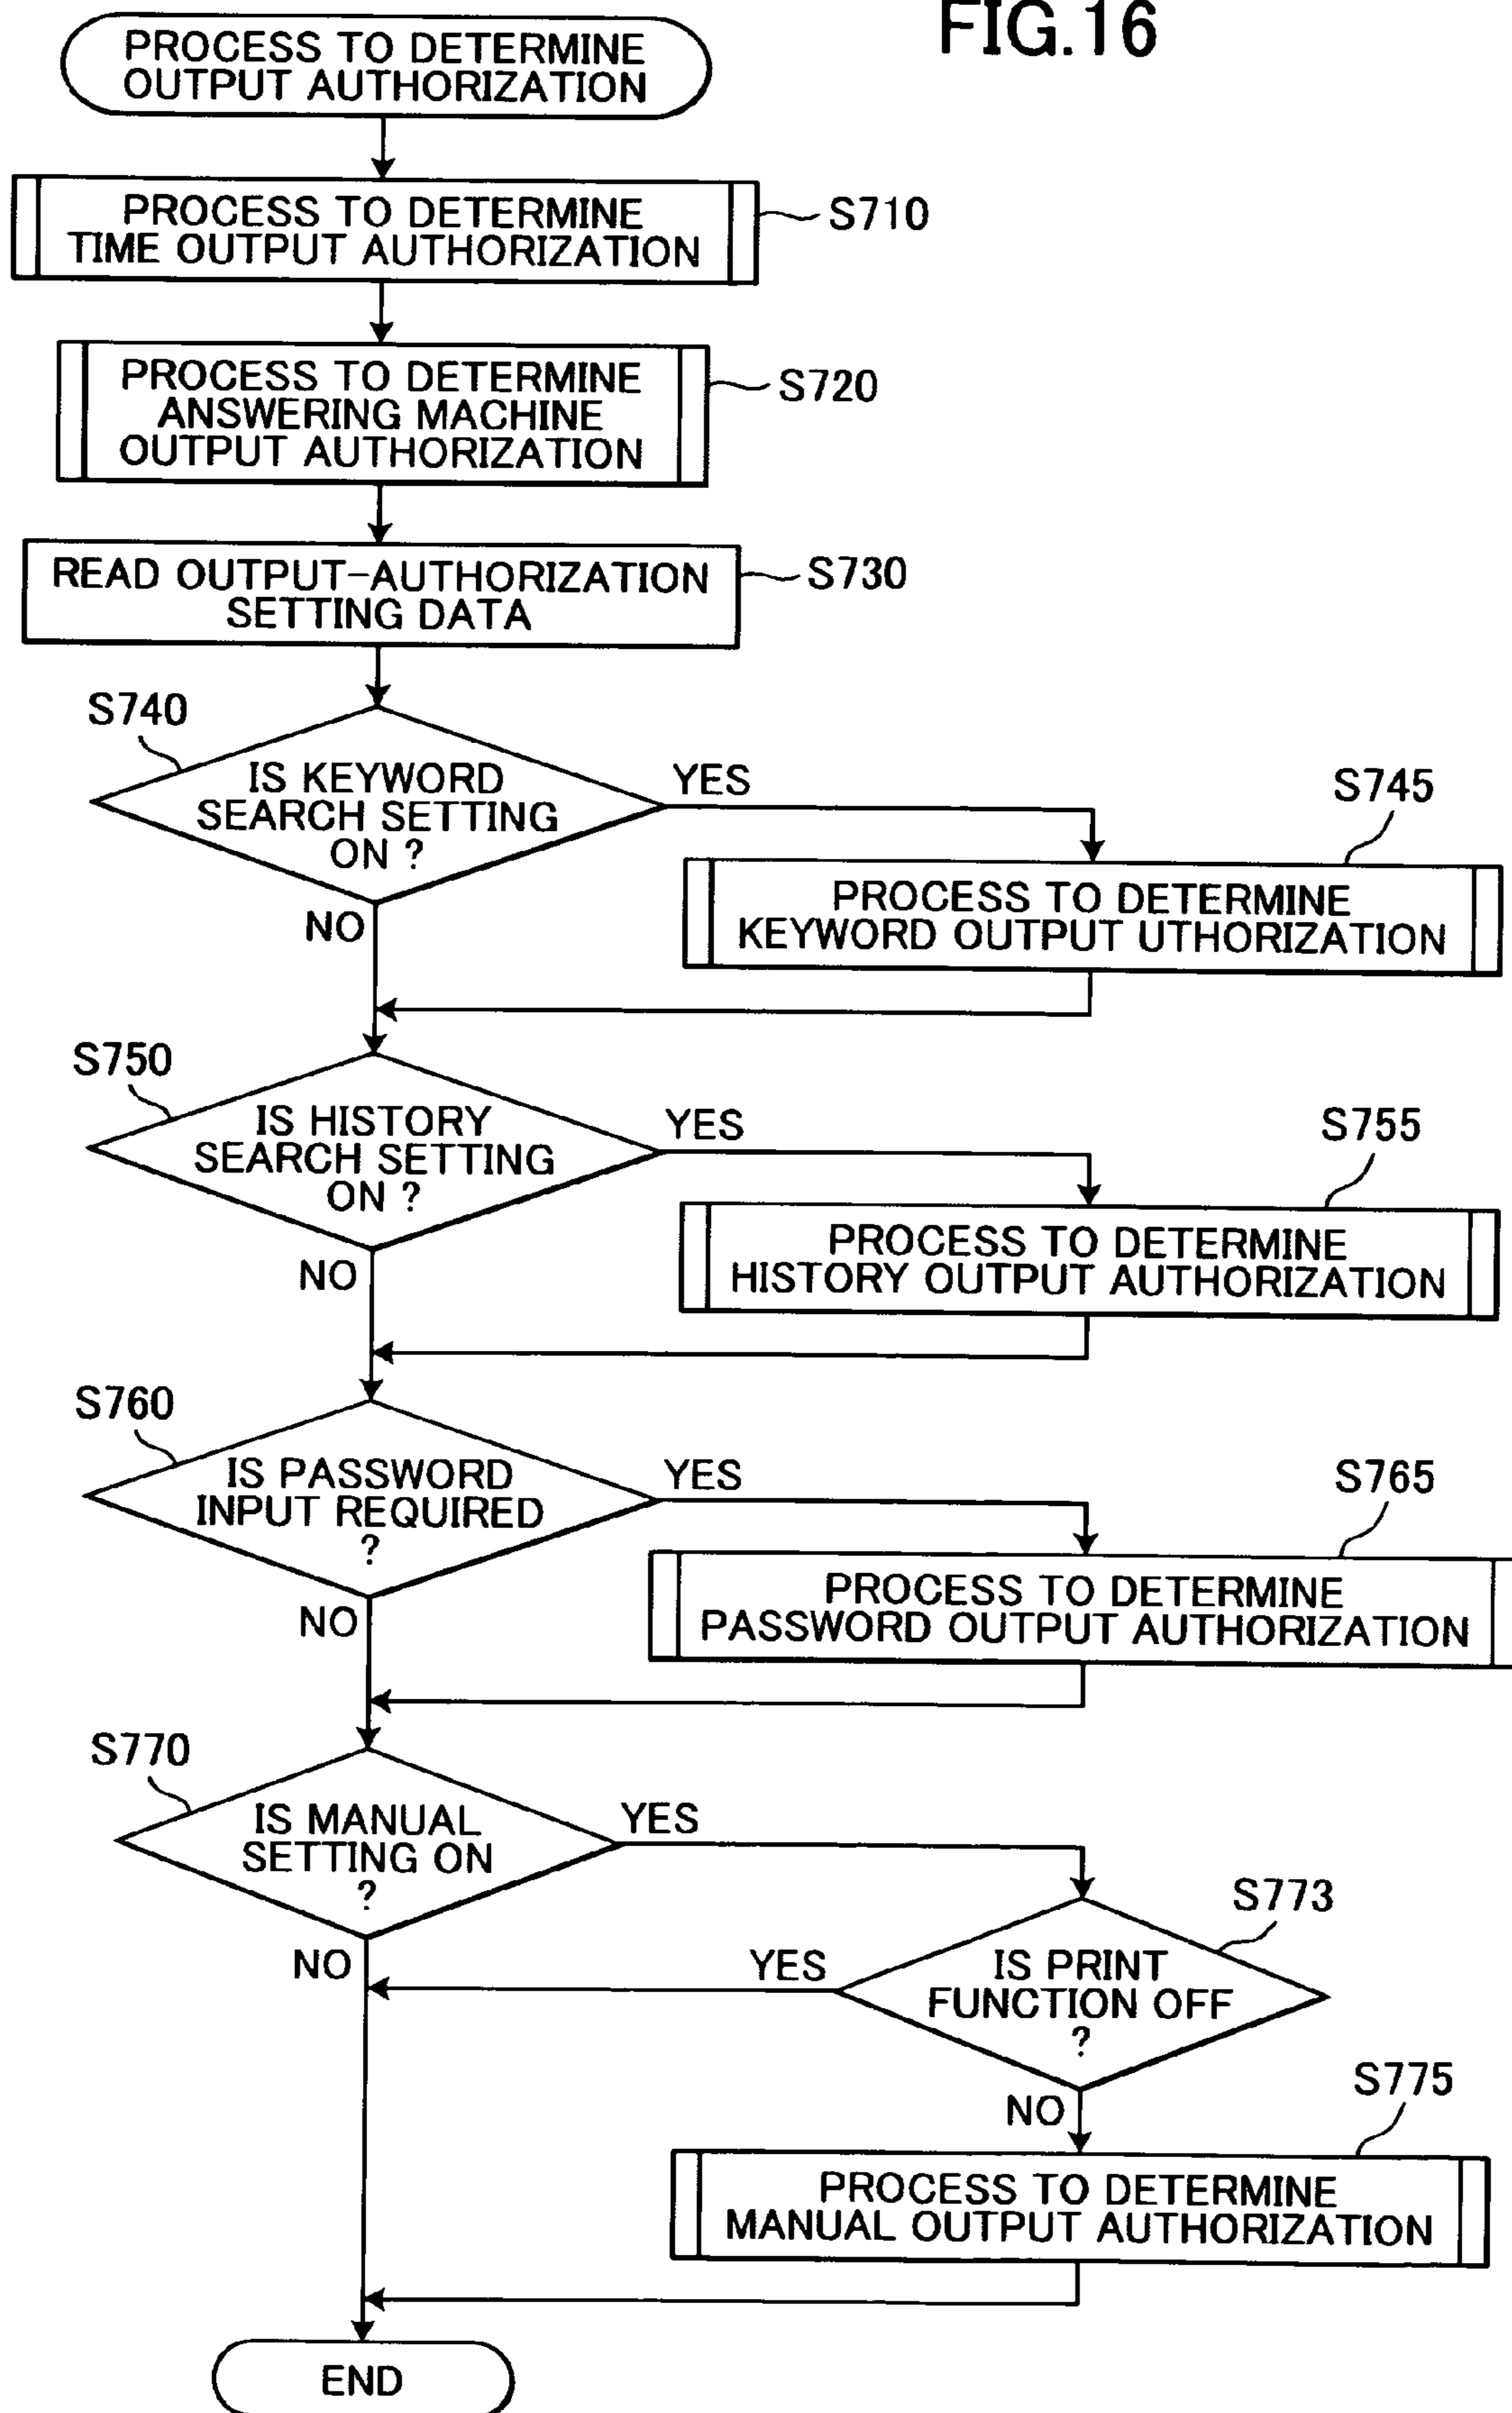 FIG.16
PROCESS TO DETERMINE
OUTPUT AUTHORIZATION
PROCESS TO DETERMINE
TIME OUTPUT AUTHORIZATION
S710
PROCESS TO DETERMINE
ANSWERING MACHINE
OUTPUT AUTHORIZATION
S720
READ OUTPUT-AUTHORIZATION
SETTING DATA
S730
S740
IS KEYWORD
SEARCH SETTING
ON ?
YES
NO
S745
PROCESS TO DETERMINE
KEYWORD OUTPUT UTHORIZATION
S750
IS HISTORY
SEARCH SETTING
ON ?
YES
NO
S755
PROCESS TO DETERMINE
HISTORY OUTPUT AUTHORIZATION
S760
IS PASSWORD
INPUT REQUIRED
?
YES
NO
S765
PROCESS TO DETERMINE
PASSWORD OUTPUT AUTHORIZATION
S770
IS MANUAL
SETTING ON
?
YES
NO
S773
IS PRINT
FUNCTION OFF
?
YES
NO
S775
PROCESS TO DETERMINE
MANUAL OUTPUT AUTHORIZATION
END